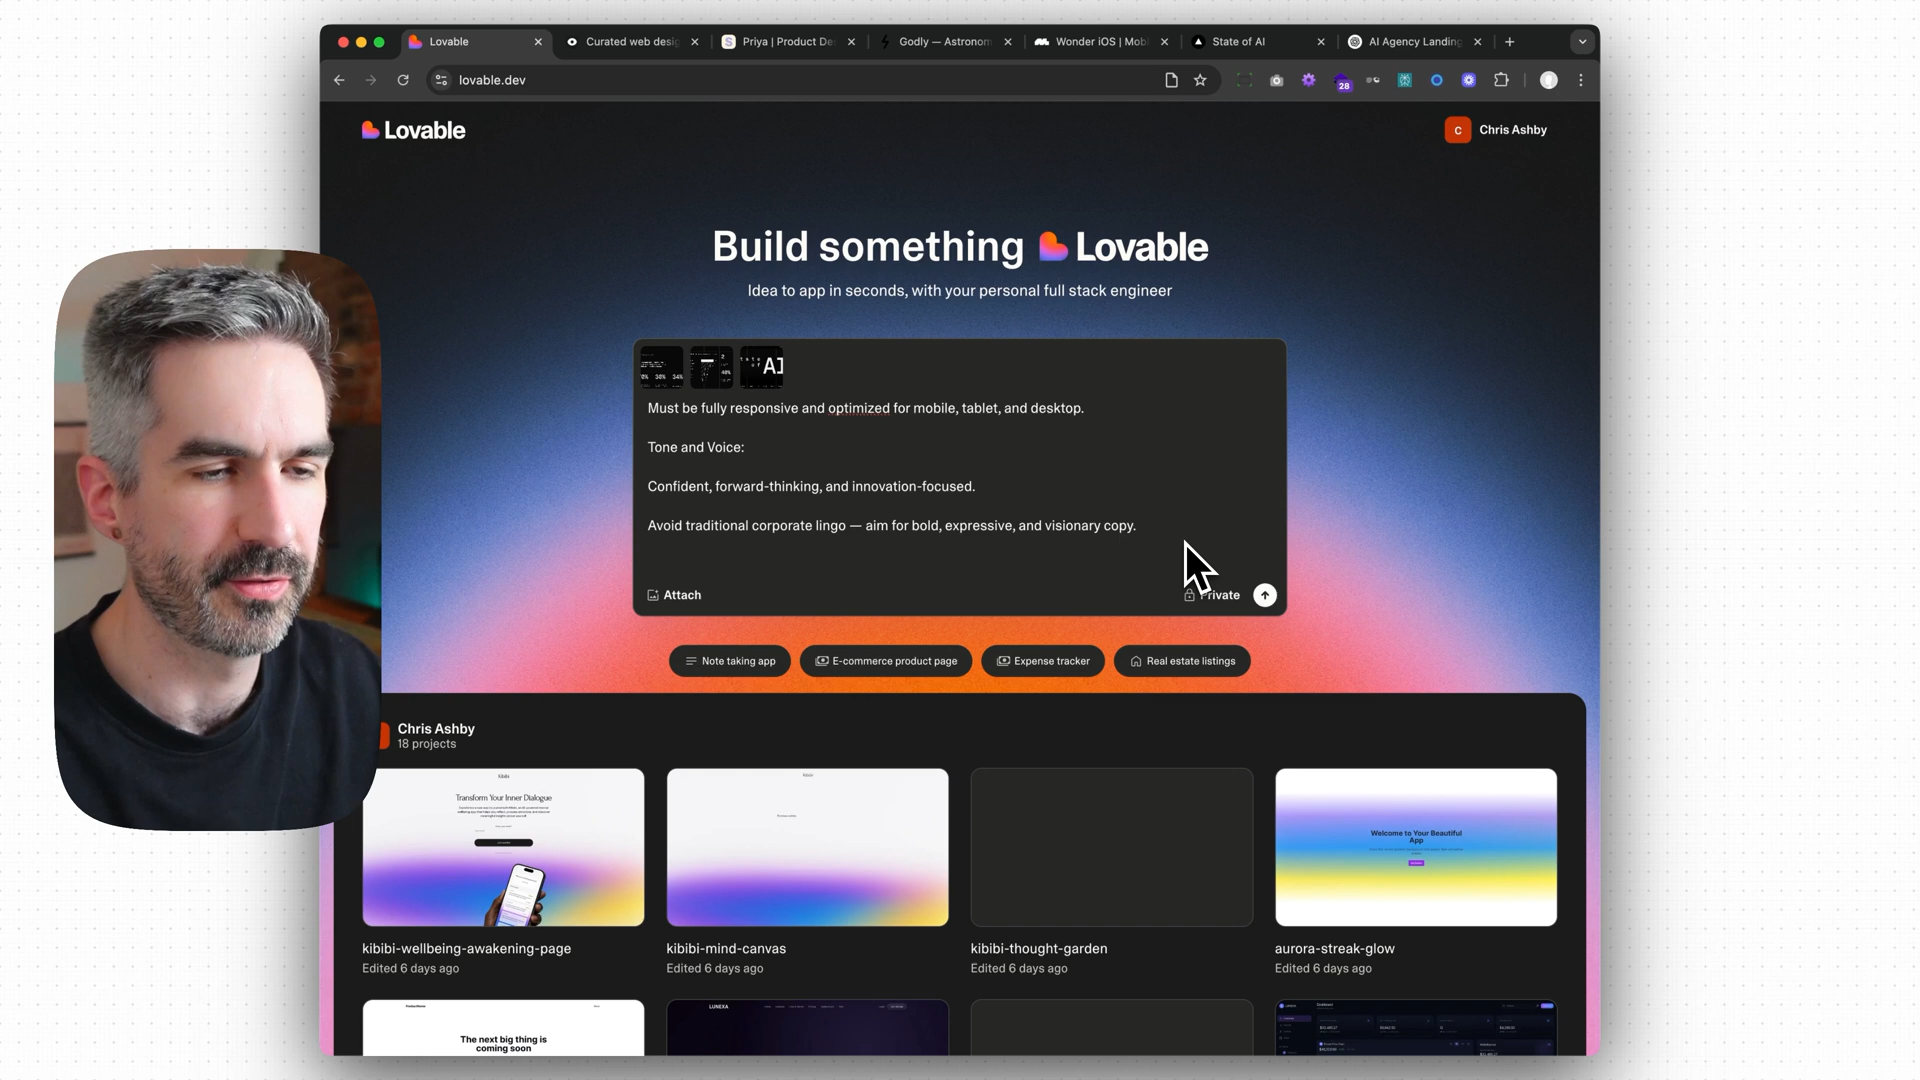 Lovable
Curated web desig
Priya | Product De
Godly — Astronom
Wonder iOS | Mobl
State of AI
AI Agency Landing
lovable.dev
28
Lovable
C Chris Ashby
Build something Lovable
Idea to app in seconds, with your personal full stack engineer
AI
Must be fully responsive and optimized for mobile, tablet, and desktop.
Tone and Voice:
Confident, forward-thinking, and innovation-focused.
Avoid traditional corporate lingo — aim for bold, expressive, and visionary copy.
Attach
Private
Note taking app
E-commerce product page
Expense tracker
Real estate listings
Chris Ashby
18 projects
Kibibi
Transform Your Inner Dialogue
Welcome to Your Beautiful
App
kibibi-wellbeing-awakening-page
Edited 6 days ago
kibibi-mind-canvas
Edited 6 days ago
kibibi-thought-garden
Edited 6 days ago
aurora-streak-glow
Edited 6 days ago
The next big thing is
coming soon
LUNEXA